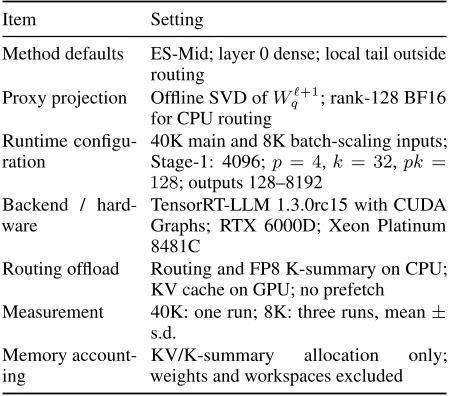 Item Setting
Method defaults ES-Mid; layer 0 dense; local tail outside
routing
Proxy projection Offline SVD of $W_q^{\ell+1}$; rank-128 BF16
for CPU routing
Runtime configu- 40K main and 8K batch-scaling inputs;
ration Stage-1: 4096; $p = 4$, $k = 32$, $pk =$
$128$; outputs 128–8192
Backend / hard- TensorRT-LLM 1.3.0rc15 with CUDA
ware Graphs; RTX 6000D; Xeon Platinum
8481C
Routing offload Routing and FP8 K-summary on CPU;
KV cache on GPU; no prefetch
Measurement 40K: one run; 8K: three runs, mean ±
s.d.
Memory account- KV/K-summary allocation only;
ing weights and workspaces excluded